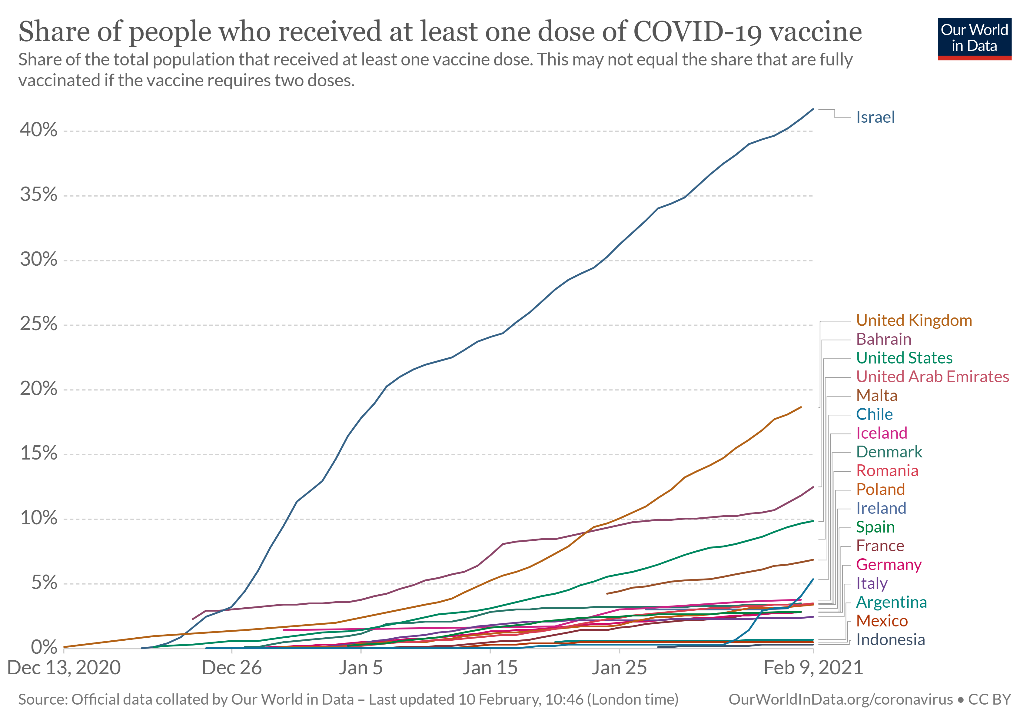 Share of people who received at least one dose of COVID-19 vaccine
Our World
in Data
Share of the total population that received at least one vaccine dose. This may not equal the share that are fully
vaccinated if the vaccine requires two doses.
40%
35%
30%
25%
20%
15%
10%
5%
0%
Israel
United Kingdom
Bahrain
United States
United Arab Emirates
Malta
Chile
Iceland
Denmark
Romania
Poland
Ireland
Spain
France
Germany
Italy
Argentina
Mexico
Indonesia
Dec 13, 2020
Dec 26
Jan 5
Jan 15
Jan 25
Feb 9, 2021
Source: Official data collated by Our World in Data – Last updated 10 February, 10:46 (London time)
OurWorldInData.org/coronavirus • CC BY